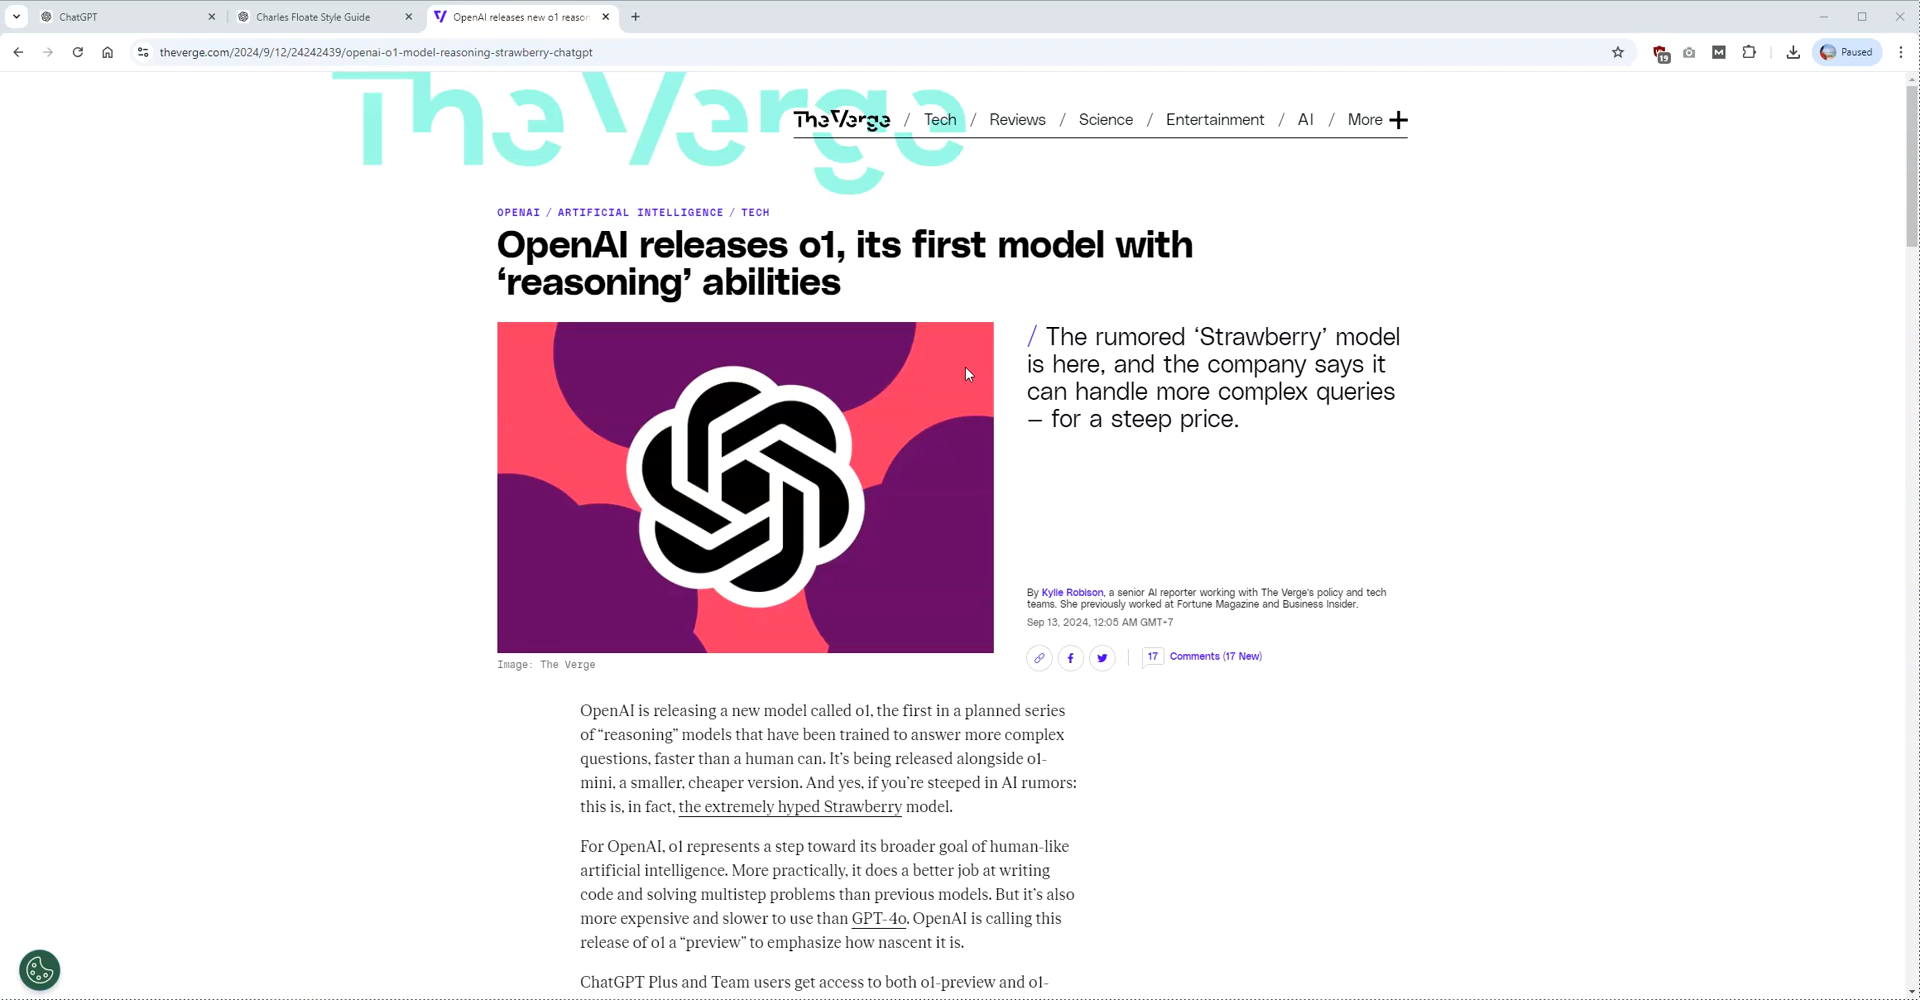 ChatGPT
Charles Floate Style Guide
OpenAI releases new o1 reason
theverge.com/2024/9/12/24242439/openai-o1-model-reasoning-strawberry-chatgpt
19
Paused
The Verge
The Verge / Tech / Reviews / Science / Entertainment / AI / More
OPENAI / ARTIFICIAL INTELLIGENCE / TECH
OpenAI releases o1, its first model with
‘reasoning’ abilities
/ The rumored ‘Strawberry’ model
is here, and the company says it
can handle more complex queries
— for a steep price.
By Kylie Robison, a senior AI reporter working with The Verge's policy and tech
teams. She previously worked at Fortune Magazine and Business Insider.
Sep 13, 2024, 12:05 AM GMT+7
17 Comments (17 New)
Image: The Verge
OpenAI is releasing a new model called o1, the first in a planned series
of “reasoning” models that have been trained to answer more complex
questions, faster than a human can. It’s being released alongside o1-
mini, a smaller, cheaper version. And yes, if you’re steeped in AI rumors:
this is, in fact, the extremely hyped Strawberry model.
For OpenAI, o1 represents a step toward its broader goal of human-like
artificial intelligence. More practically, it does a better job at writing
code and solving multistep problems than previous models. But it’s also
more expensive and slower to use than GPT-4o. OpenAI is calling this
release of o1 a “preview” to emphasize how nascent it is.
ChatGPT Plus and Team users get access to both o1-preview and o1-